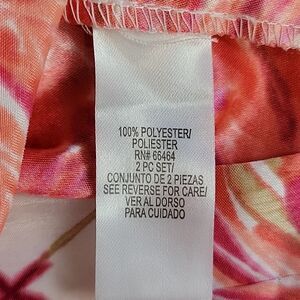 100% POLYESTER/
POLIESTER
RN# 66464
2 PC SET/
CONJUNTO DE 2 PIEZAS
SEE REVERSE FOR CARE/
VER AL DORSO
PARA CUIDADO